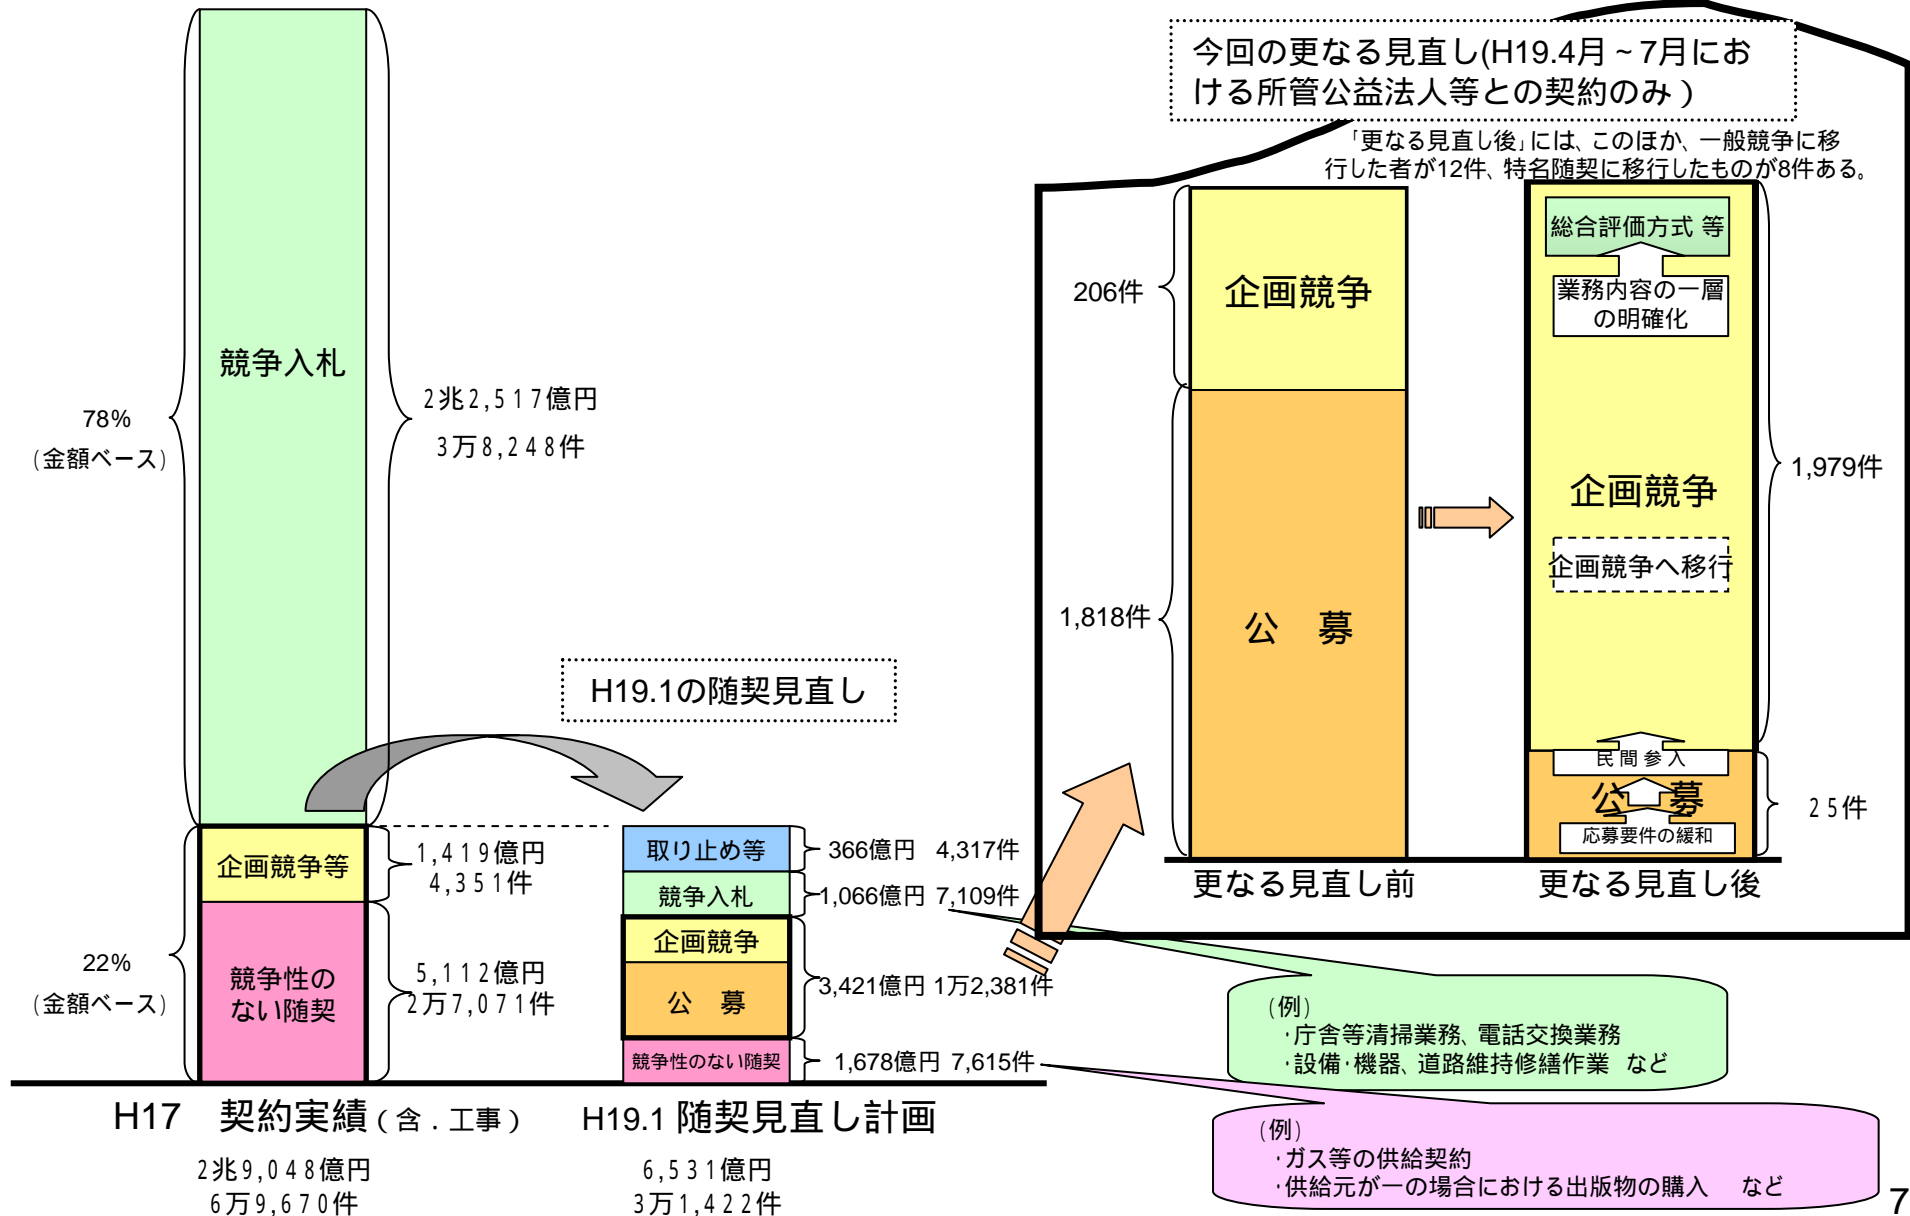 今回の更なる見直し(H19.4月～7月にお
ける所管公益法人等との契約のみ)
「更なる見直し後」には、このほか、一般競争に移
行した者が12件、特名随契に移行したものが8件ある。
競争入札
78%
(金額ベース)
2兆2,517億円
3万8,248件
企画競争等
1,419億円
4,351件
競争性の
ない随契
5,112億円
2万7,071件
22%
(金額ベース)
H17 契約実績(含.工事)
2兆9,048億円
6万9,670件
H19.1の随契見直し
取り止め等
366億円 4,317件
競争入札
1,066億円 7,109件
企画競争
公 募
3,421億円 1万2,381件
競争性のない随契
1,678億円 7,615件
H19.1 随契見直し計画
6,531億円
3万1,422件
206件
企画競争
1,818件
公 募
更なる見直し前
総合評価方式 等
業務内容の一層
の明確化
企画競争
企画競争へ移行
1,979件
民間参入
公 募
応募要件の緩和
25件
更なる見直し後
(例)
・庁舎等清掃業務、電話交換業務
・設備・機器、道路維持修繕作業 など
(例)
・ガス等の供給契約
・供給元が一の場合における出版物の購入 など
7